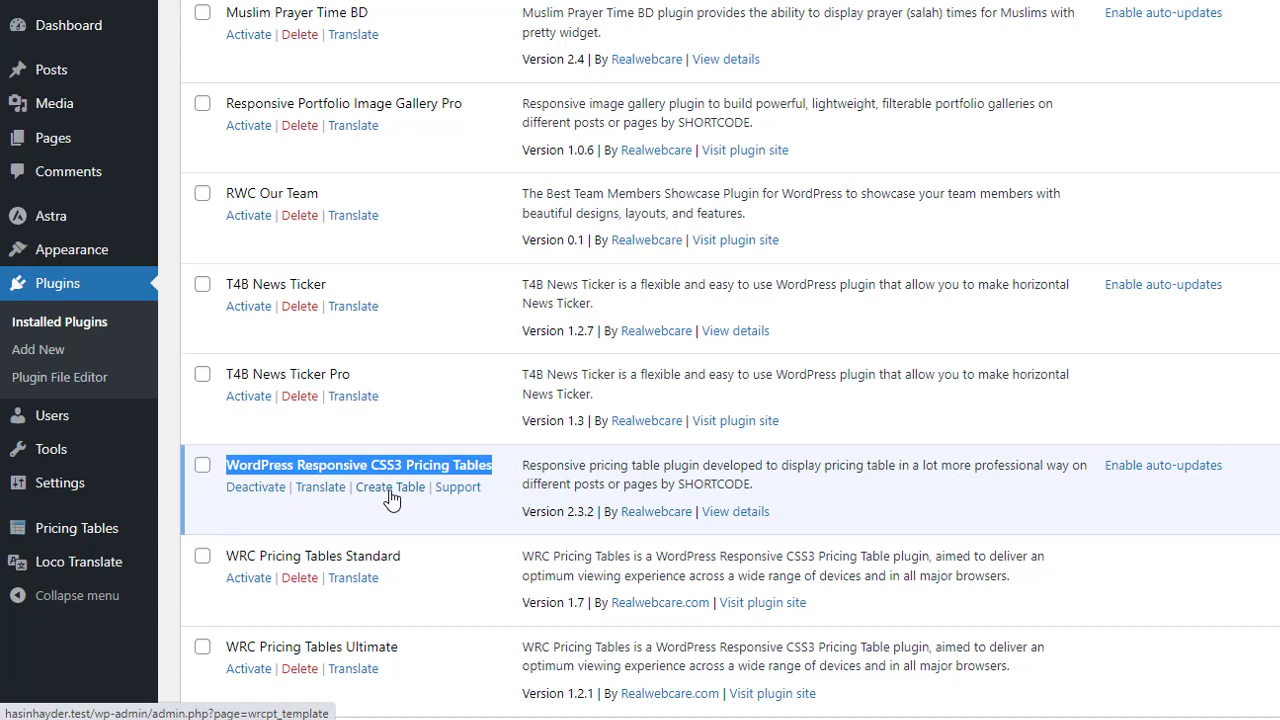 Dashboard
Posts
Media
Pages
Comments
Astra
Appearance
Plugins
Installed Plugins
Add New
Plugin File Editor
Users
Tools
Settings
Pricing Tables
Loco Translate
Collapse menu
Muslim Prayer Time BD
Activate | Delete | Translate
Muslim Prayer Time BD plugin provides the ability to display prayer (salah) times for Muslims with
pretty widget.
Version 2.4 | By Realwebcare | View details
Enable auto-updates
Responsive Portfolio Image Gallery Pro
Activate | Delete | Translate
Responsive image gallery plugin to build powerful, lightweight, filterable portfolio galleries on
different posts or pages by SHORTCODE.
Version 1.0.6 | By Realwebcare | Visit plugin site
RWC Our Team
Activate | Delete | Translate
The Best Team Members Showcase Plugin for WordPress to showcase your team members with
beautiful designs, layouts, and features.
Version 0.1 | By Realwebcare | Visit plugin site
T4B News Ticker
Activate | Delete | Translate
T4B News Ticker is a flexible and easy to use WordPress plugin that allow you to make horizontal
News Ticker.
Version 1.2.7 | By Realwebcare | View details
Enable auto-updates
T4B News Ticker Pro
Activate | Delete | Translate
T4B News Ticker is a flexible and easy to use WordPress plugin that allow you to make horizontal
News Ticker.
Version 1.3 | By Realwebcare | Visit plugin site
WordPress Responsive CSS3 Pricing Tables
Deactivate | Translate | Create Table | Support
Responsive pricing table plugin developed to display pricing table in a lot more professional way on
different posts or pages by SHORTCODE.
Version 2.3.2 | By Realwebcare | View details
Enable auto-updates
WRC Pricing Tables Standard
Activate | Delete | Translate
WRC Pricing Tables is a WordPress Responsive CSS3 Pricing Table plugin, aimed to deliver an
optimum viewing experience across a wide range of devices and in all major browsers.
Version 1.7 | By Realwebcare.com | Visit plugin site
WRC Pricing Tables Ultimate
Activate | Delete | Translate
WRC Pricing Tables is a WordPress Responsive CSS3 Pricing Table plugin, aimed to deliver an
optimum viewing experience across a wide range of devices and in all major browsers.
Version 1.2.1 | By Realwebcare.com | Visit plugin site
hasinhayder.test/wp-admin/admin.php?page=wrcpt_template